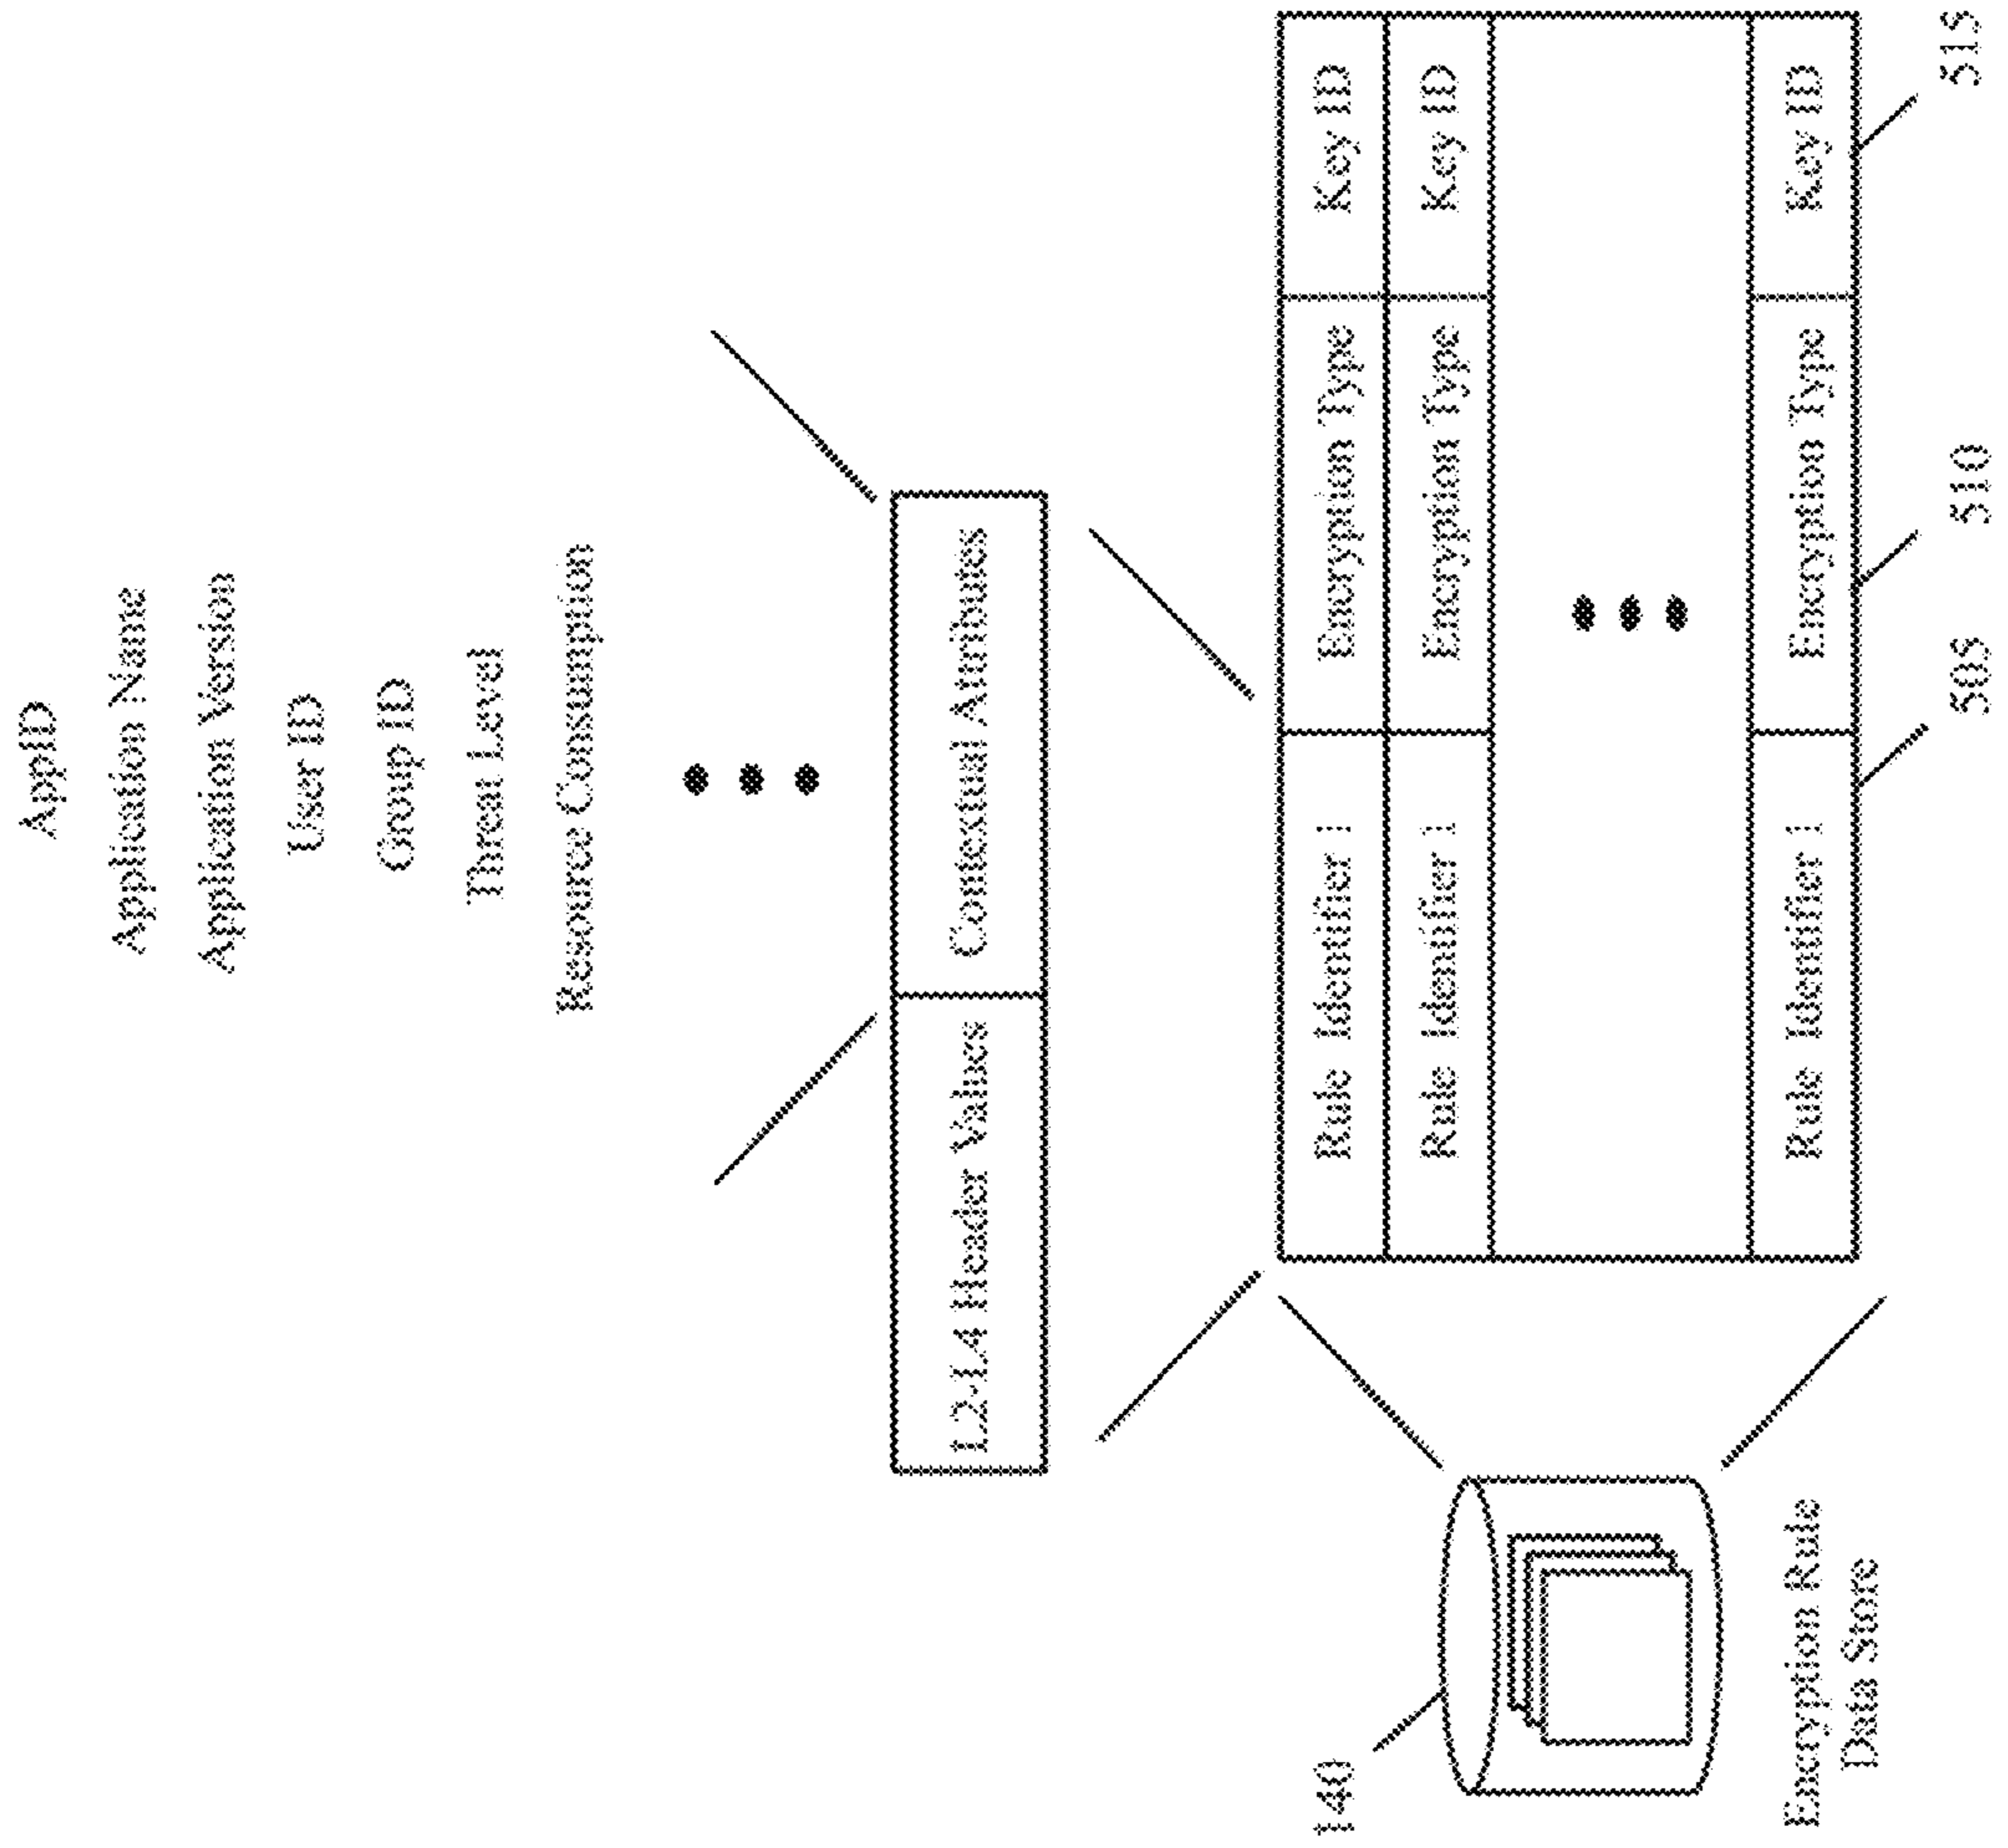 AppID
Application Name
Application Version
User ID
Group ID
Threat Level
Resource Consumption
L2-L4 Header Values
Contextual Attributes
Rule Identifier 1
Encryption Type
Key ID
Rule Identifier 1
Encryption Type
Key ID
Rule Identifier 1
Encryption Type
Key ID
140
Encryption Rule
Data Store
505
510
515